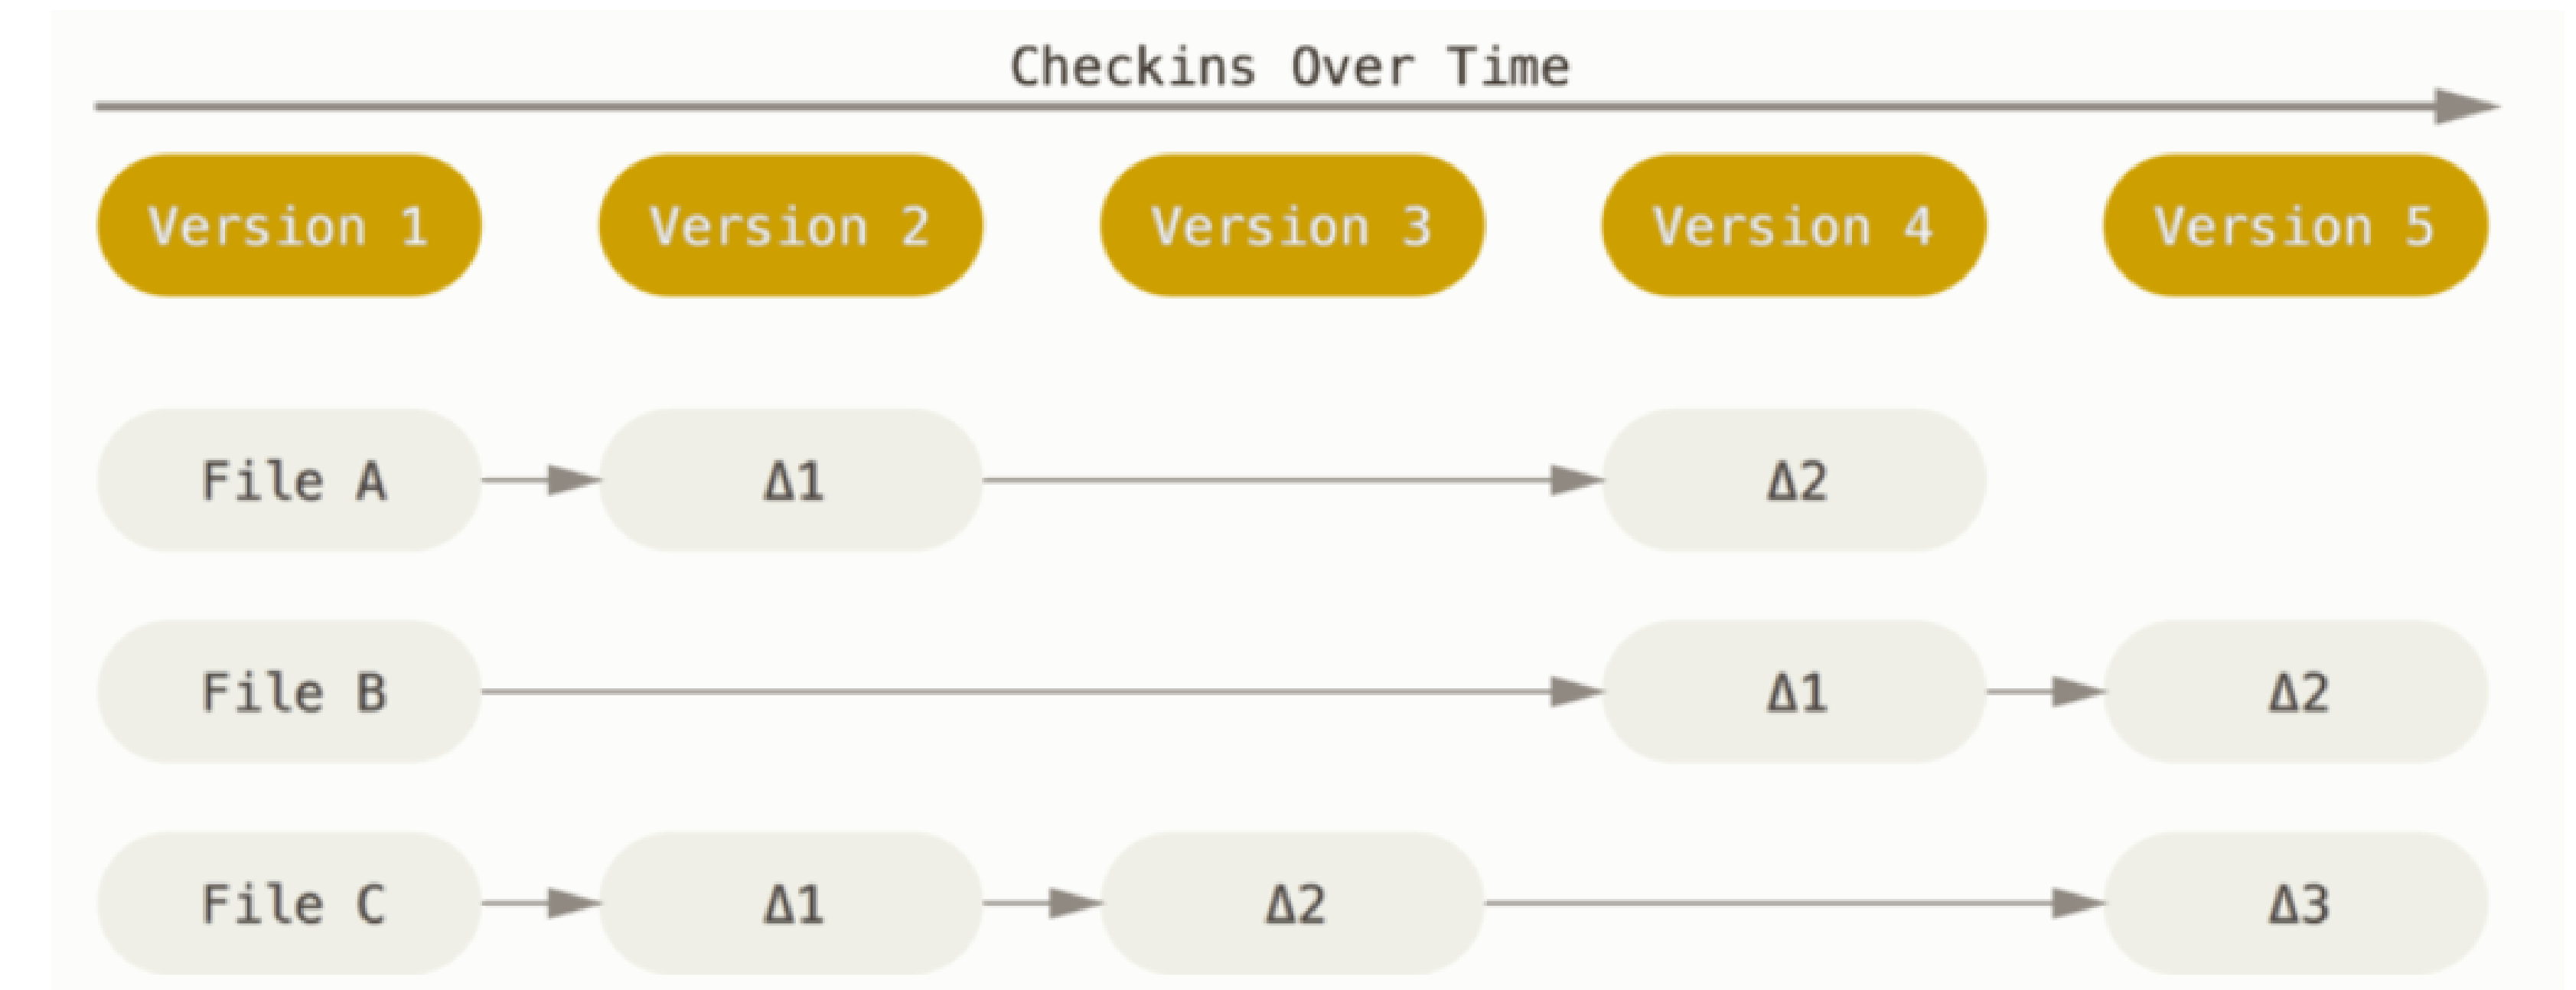 Checkins Over Time
Version 1 Version 2 Version 3 Version 4 Version 5
File A Δ1 Δ2
File B Δ1 Δ2
File C Δ1 Δ2 Δ3